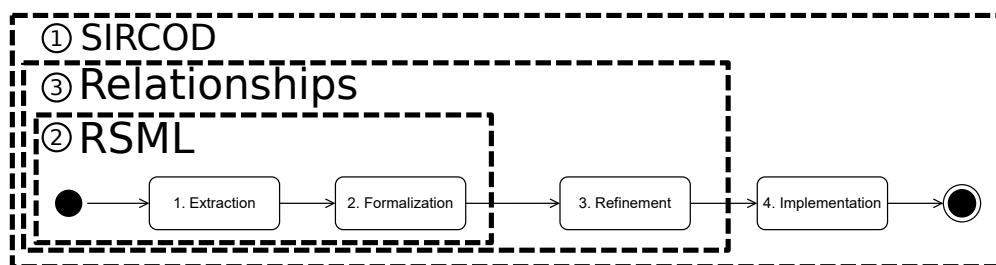 ① SIRCOD
③ Relationships
② RSML
1. Extraction
2. Formalization
3. Refinement
4. Implementation